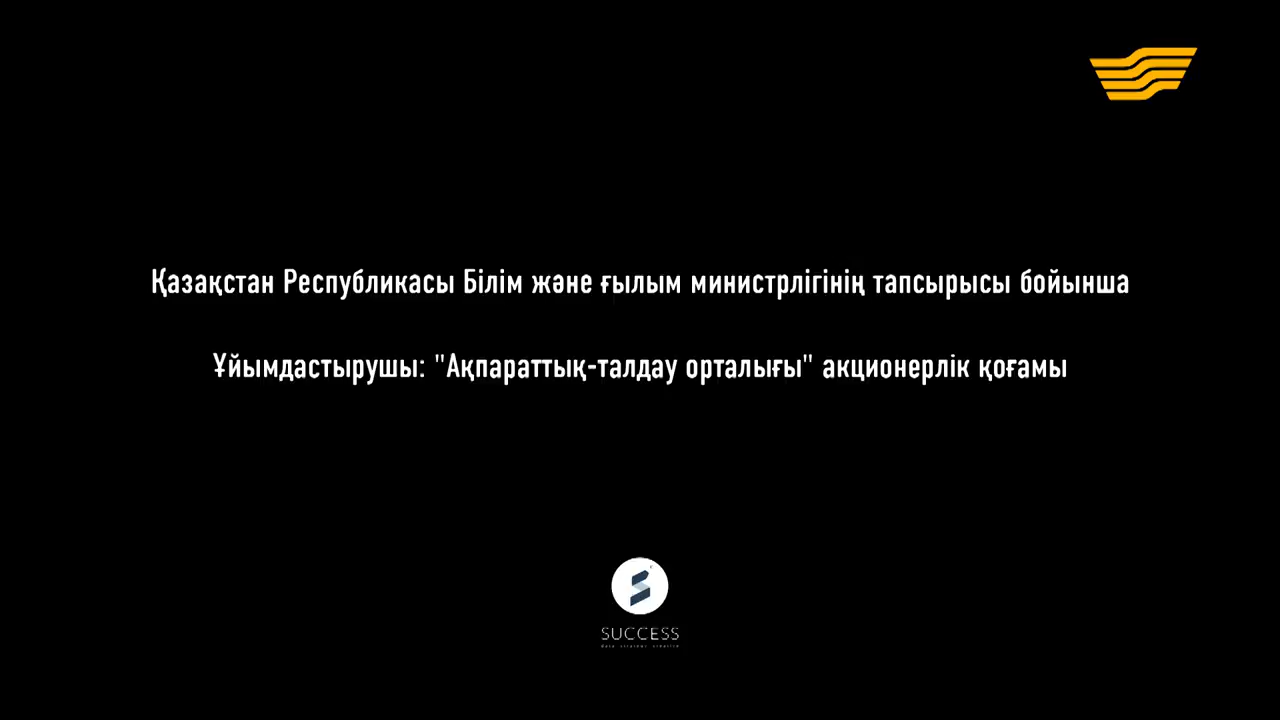 Қазақстан Республикасы Білім және ғылым министрлігінің тапсырысы бойынша
Ұйымдастырушы: "Ақпараттық-талдау орталығы" акционерлік қоғамы
SUCCESS